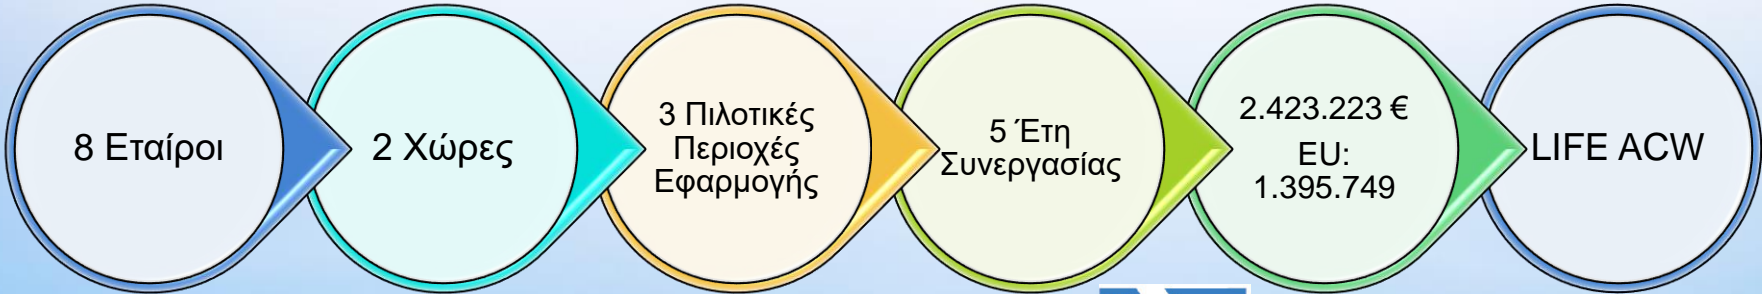 8 Εταίροι
2 Χώρες
3 Πιλοτικές
Περιοχές
Εφαρμογής
5 Έτη
Συνεργασίας
2.423.223 €
EU:
1.395.749
LIFE ACW